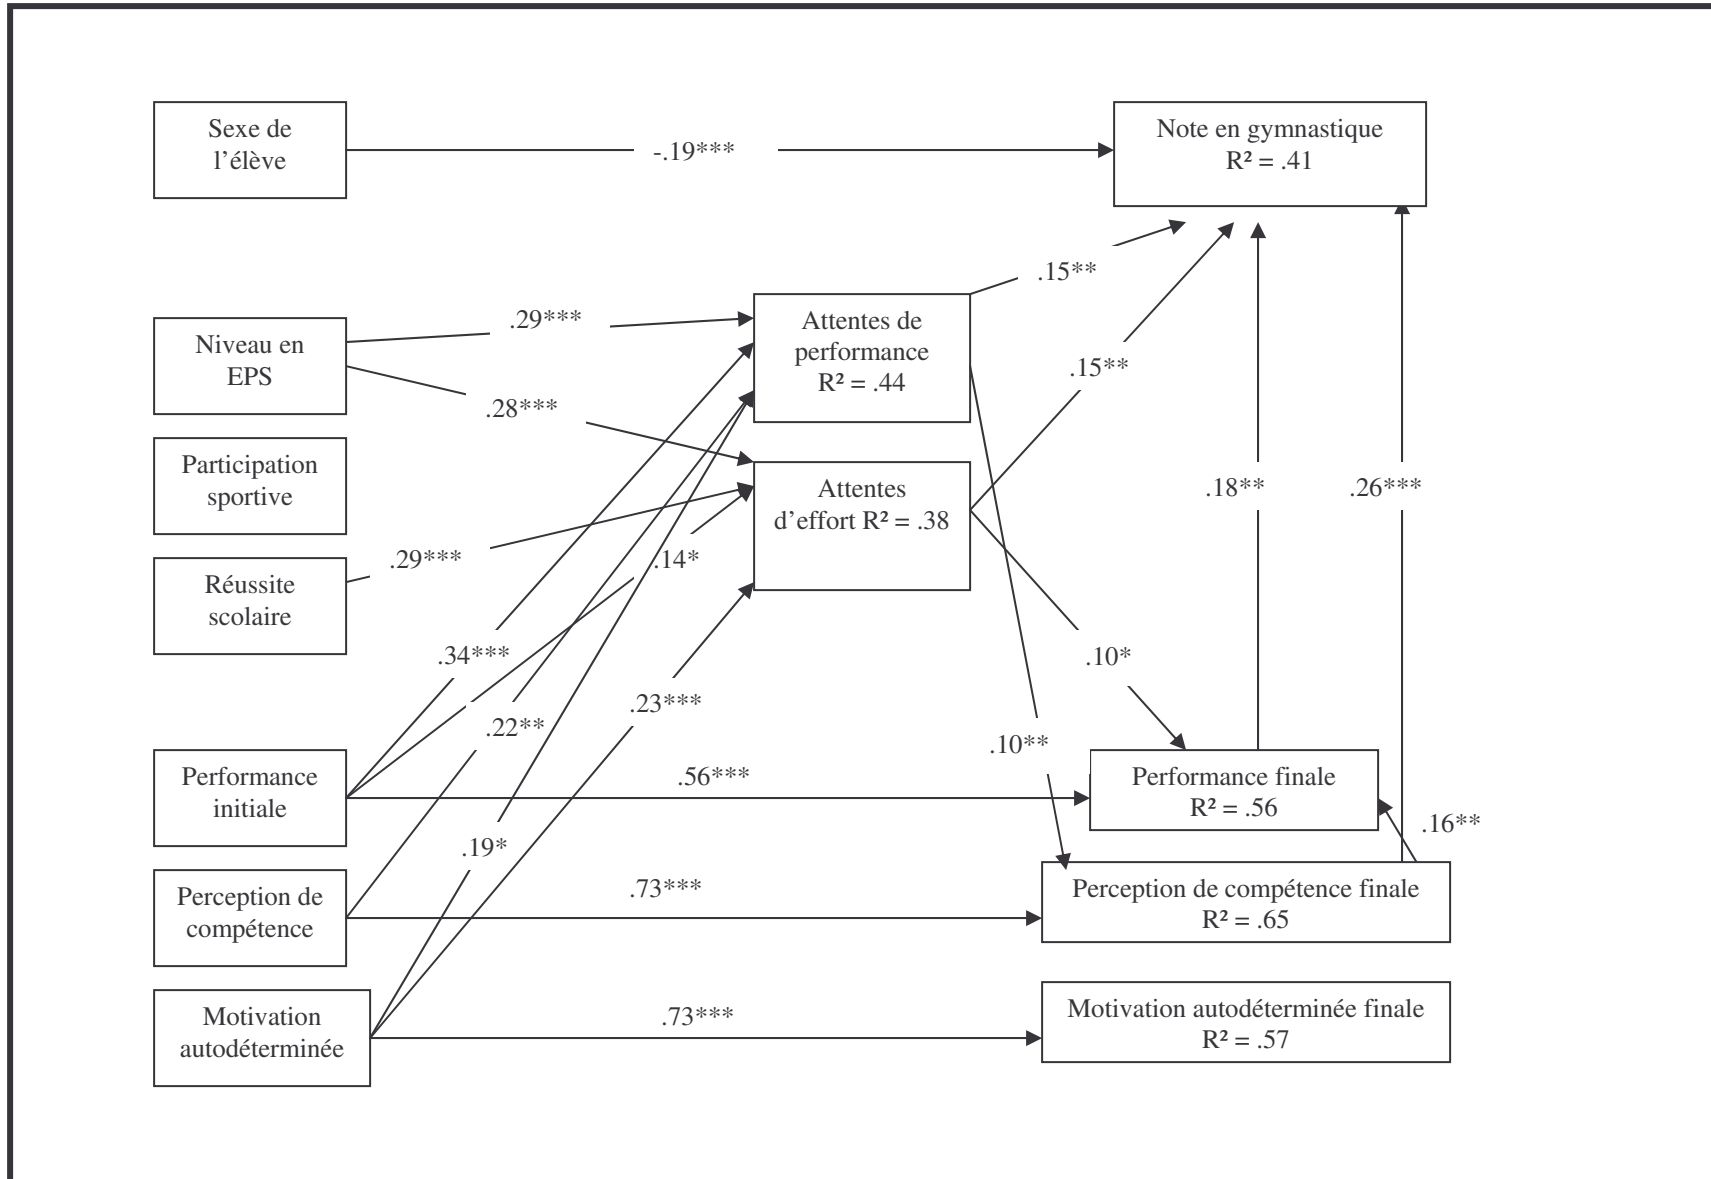 Sexe de
l’élève
-.19***
Note en gymnastique
R² = .41
.15**
.29***
Attentes de
performance
R² = .44
Niveau en
EPS
.15**
.28***
Participation
sportive
Attentes
d’effort R² = .38
.18**
.26***
.29***
.14*
Réussite
scolaire
.34***
.10*
.23***
.22**
.10**
Performance
initiale
.56***
Performance finale
R² = .56
.16**
.19*
Perception de
compétence
.73***
Perception de compétence finale
R² = .65
Motivation
autodéterminée
.73***
Motivation autodéterminée finale
R² = .57